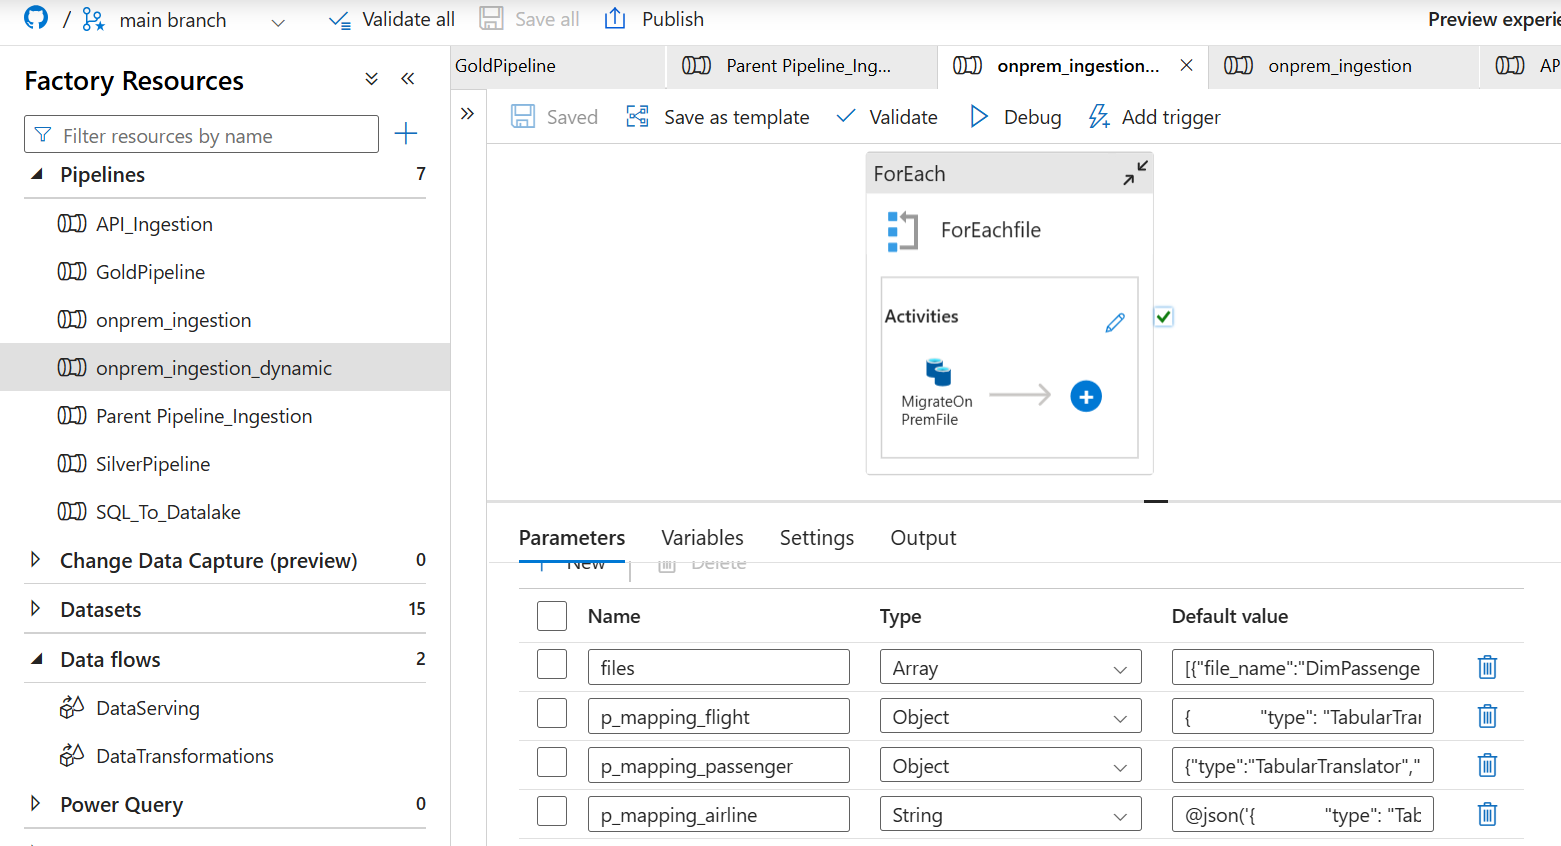 / main branch Validate all Save all Publish Preview experie
Factory Resources
Filter resources by name
Pipelines 7
API_Ingestion
GoldPipeline
onprem_ingestion
onprem_ingestion_dynamic
Parent Pipeline_Ingestion
SilverPipeline
SQL_To_Datalake
Change Data Capture (preview) 0
Datasets 15
Data flows 2
DataServing
DataTransformations
Power Query 0
GoldPipeline Parent Pipeline_Ing... onprem_ingestion... onprem_ingestion AP
Saved Save as template Validate Debug Add trigger
ForEach
ForEachfile
Activities
MigrateOn
PremFile
Parameters Variables Settings Output
New Delete
Name Type Default value
files Array [{"file_name":"DimPassenge
p_mapping_flight Object { "type": "TabularTrar
p_mapping_passenger Object {"type":"TabularTranslator","
p_mapping_airline String @json('{ "type": "Tab